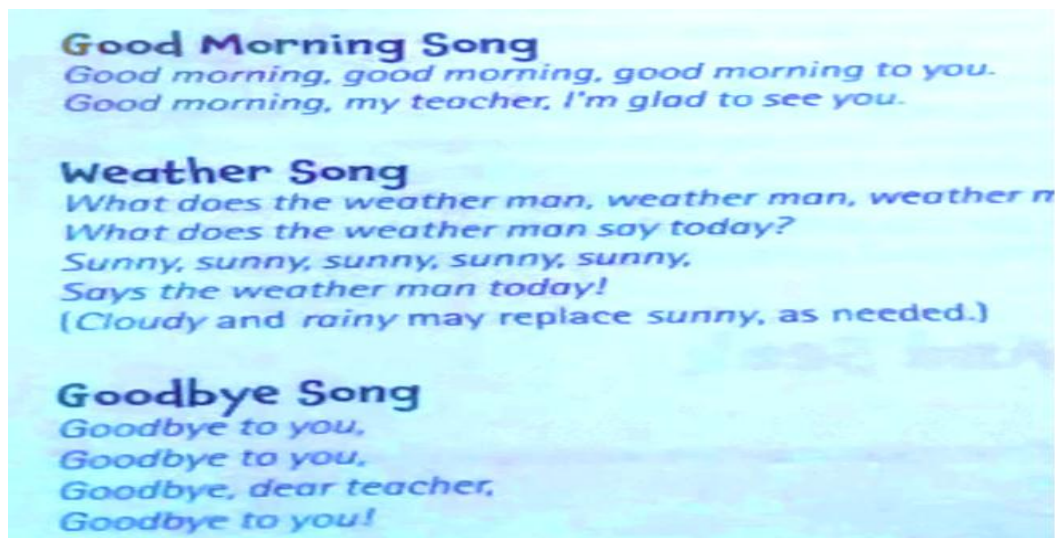 Good Morning Song
Good morning, good morning, good morning to you.
Good morning, my teacher, I'm glad to see you.
Weather Song
What does the weather man, weather man, weather
What does the weather man say today?
Sunny, sunny, sunny, sunny, sunny,
Says the weather man today!
(Cloudy and rainy may replace sunny, as needed.)
Goodbye Song
Goodbye to you,
Goodbye to you,
Goodbye, dear teacher,
Goodbye to you!